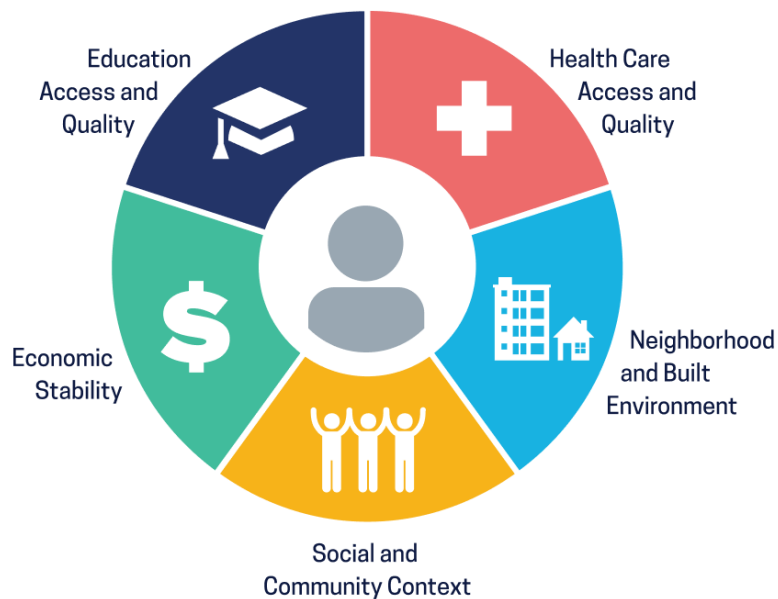 Education
Access and
Quality
Health Care
Access and
Quality
Economic
Stability
Neighborhood
and Built
Environment
Social and
Community Context